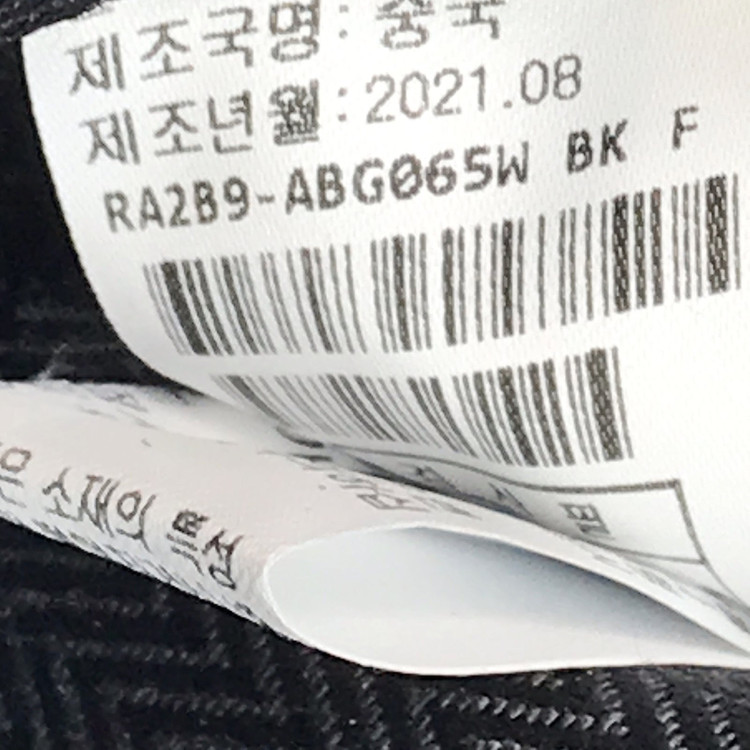 제조국명: 중국
제조년월: 2021.08
RA2B9-ABG065W BK F
은 소재의 특성